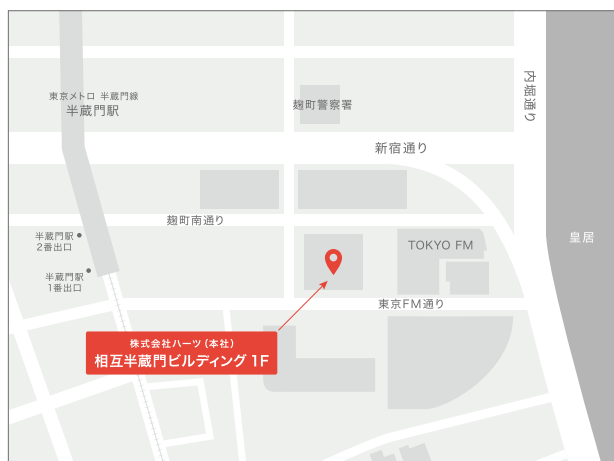 東京メトロ 半蔵門線
半蔵門駅
麹町警察署
内堀通り
新宿通り
麹町南通り
半蔵門駅
2番出口
TOKYO FM
皇居
半蔵門駅
1番出口
東京FM通り
株式会社ハーツ(本社)
相互半蔵門ビルディング 1F